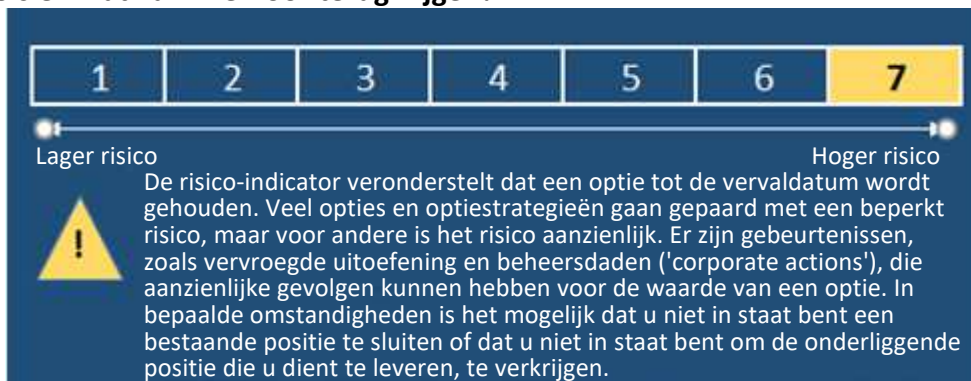 1 2 3 4 5 6 7
Lager risico Hoger risico
De risico-indicator veronderstelt dat een optie tot de vervaldatum wordt
gehouden. Veel opties en optiestrategieën gaan gepaard met een beperkt
risico, maar voor andere is het risico aanzienlijk. Er zijn gebeurtenissen,
zoals vervroegde uitoefening en beheersdaden ('corporate actions'), die
aanzienlijke gevolgen kunnen hebben voor de waarde van een optie. In
bepaalde omstandigheden is het mogelijk dat u niet in staat bent een
bestaande positie te sluiten of dat u niet in staat bent om de onderliggende
positie die u dient te leveren, te verkrijgen.
!